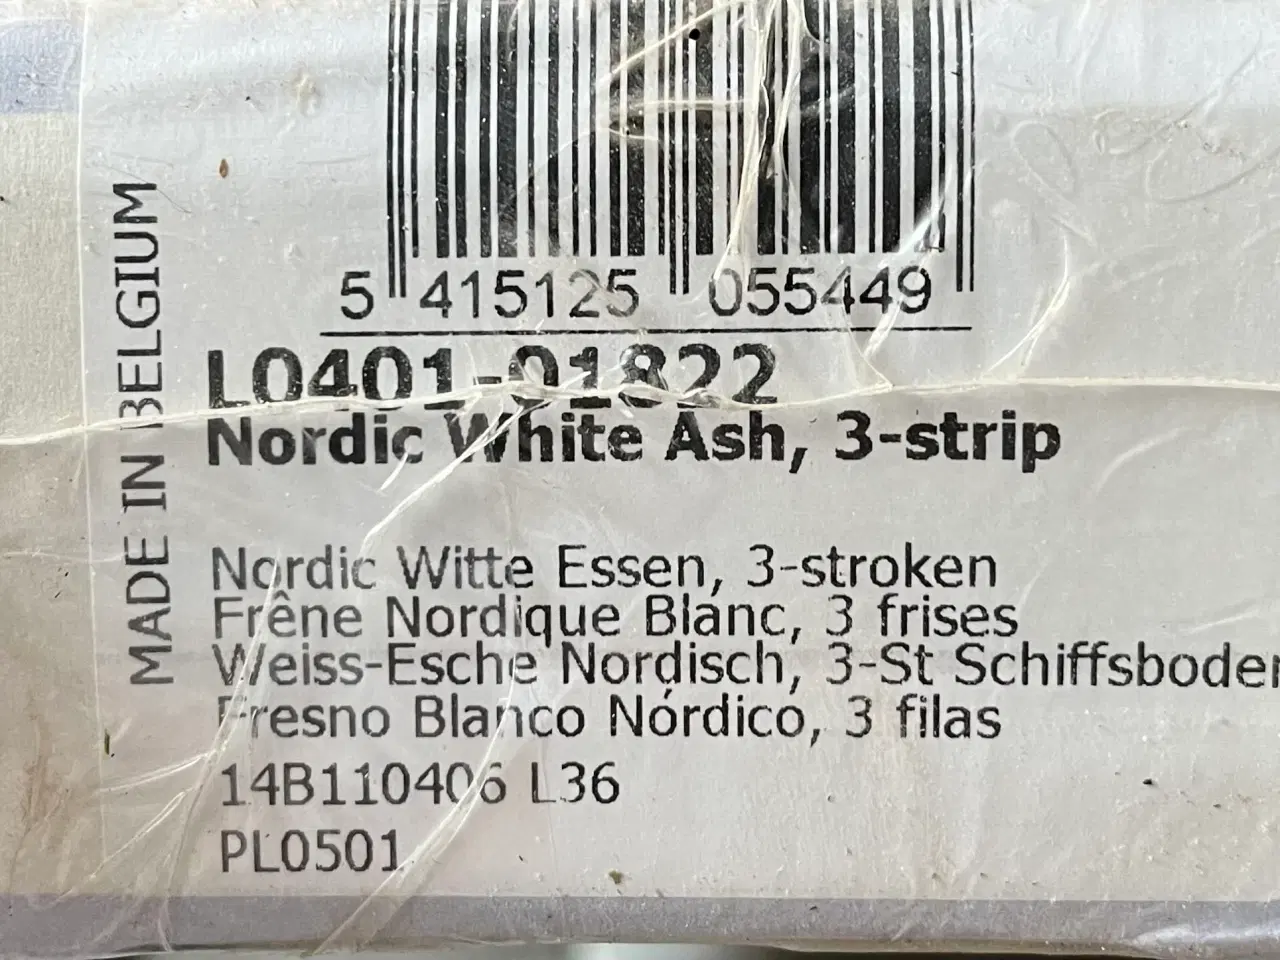 5 415125 055449
L0401-01822
Nordic White Ash, 3-strip
Nordic Witte Essen, 3-stroken
Frêne Nordique Blanc, 3 frises
Weiss-Esche Nordisch, 3-St Schiffsboden
Fresno Blanco Nórdico, 3 filas
14B110406 L36
PL0501
MADE IN BELGIUM